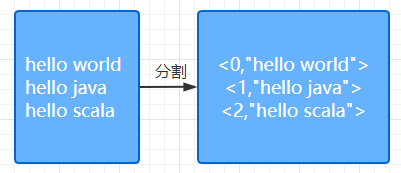 hello world
hello java
hello scala
分割
<0,"hello world">
<1,"hello java">
<2,"hello scala">